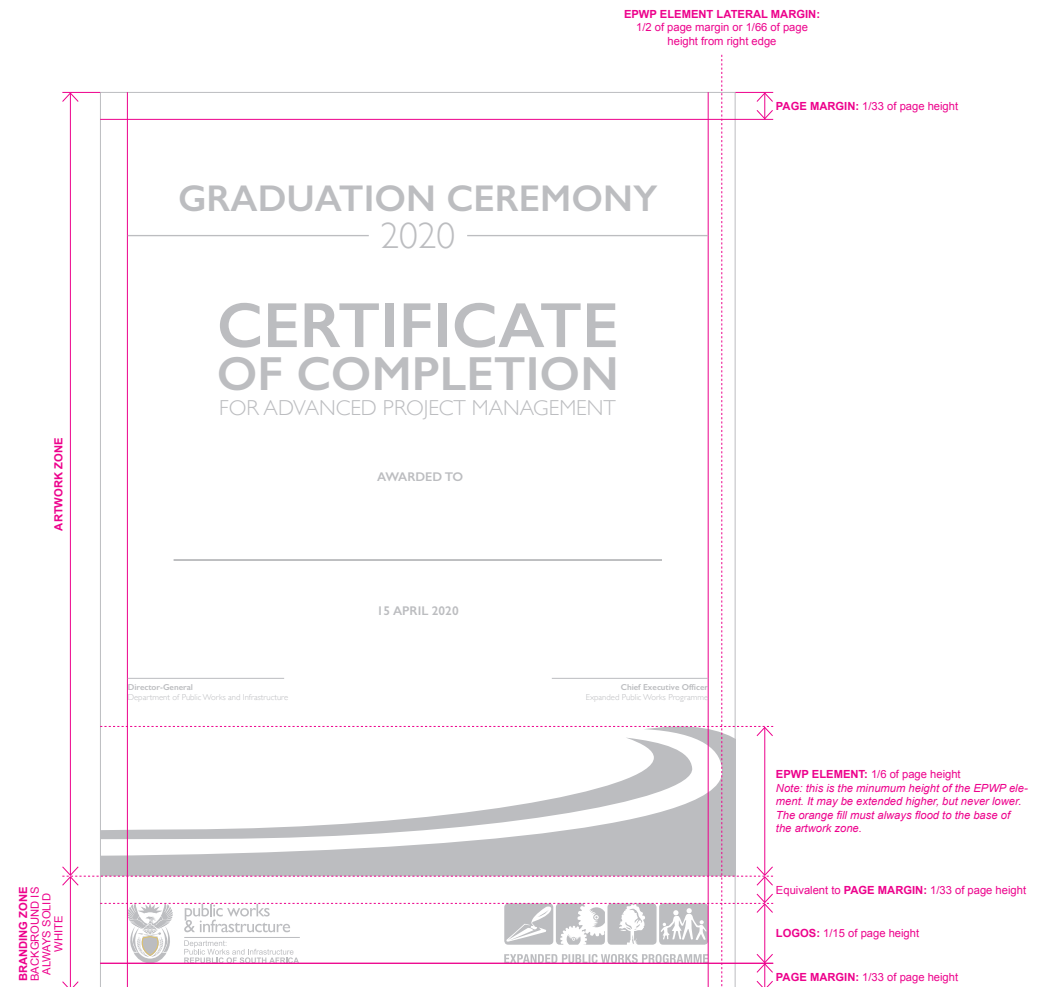 EPWP ELEMENT LATERAL MARGIN:
1/2 of page margin or 1/66 of page
height from right edge
PAGE MARGIN: 1/33 of page height
GRADUATION CEREMONY
2020
CERTIFICATE
OF COMPLETION
FOR ADVANCED PROJECT MANAGEMENT
ARTWORK ZONE
AWARDED TO
15 APRIL 2020
Director-General
Department of Public Works and Infrastructure
Chief Executive Officer
Expanded Public Works Programme
EPWP ELEMENT: 1/6 of page height
Note: this is the minumum height of the EPWP ele-
ment. It may be extended higher, but never lower.
The orange fill must always flood to the base of
the artwork zone.
BRANDING ZONE
BACKGROUND IS
ALWAYS SOLID
WHITE
Equivalent to PAGE MARGIN: 1/33 of page height
public works
& infrastructure
Department:
Public Works and Infrastructure
REPUBLIC OF SOUTH AFRICA
EXPANDED PUBLIC WORKS PROGRAMME
LOGOS: 1/15 of page height
PAGE MARGIN: 1/33 of page height